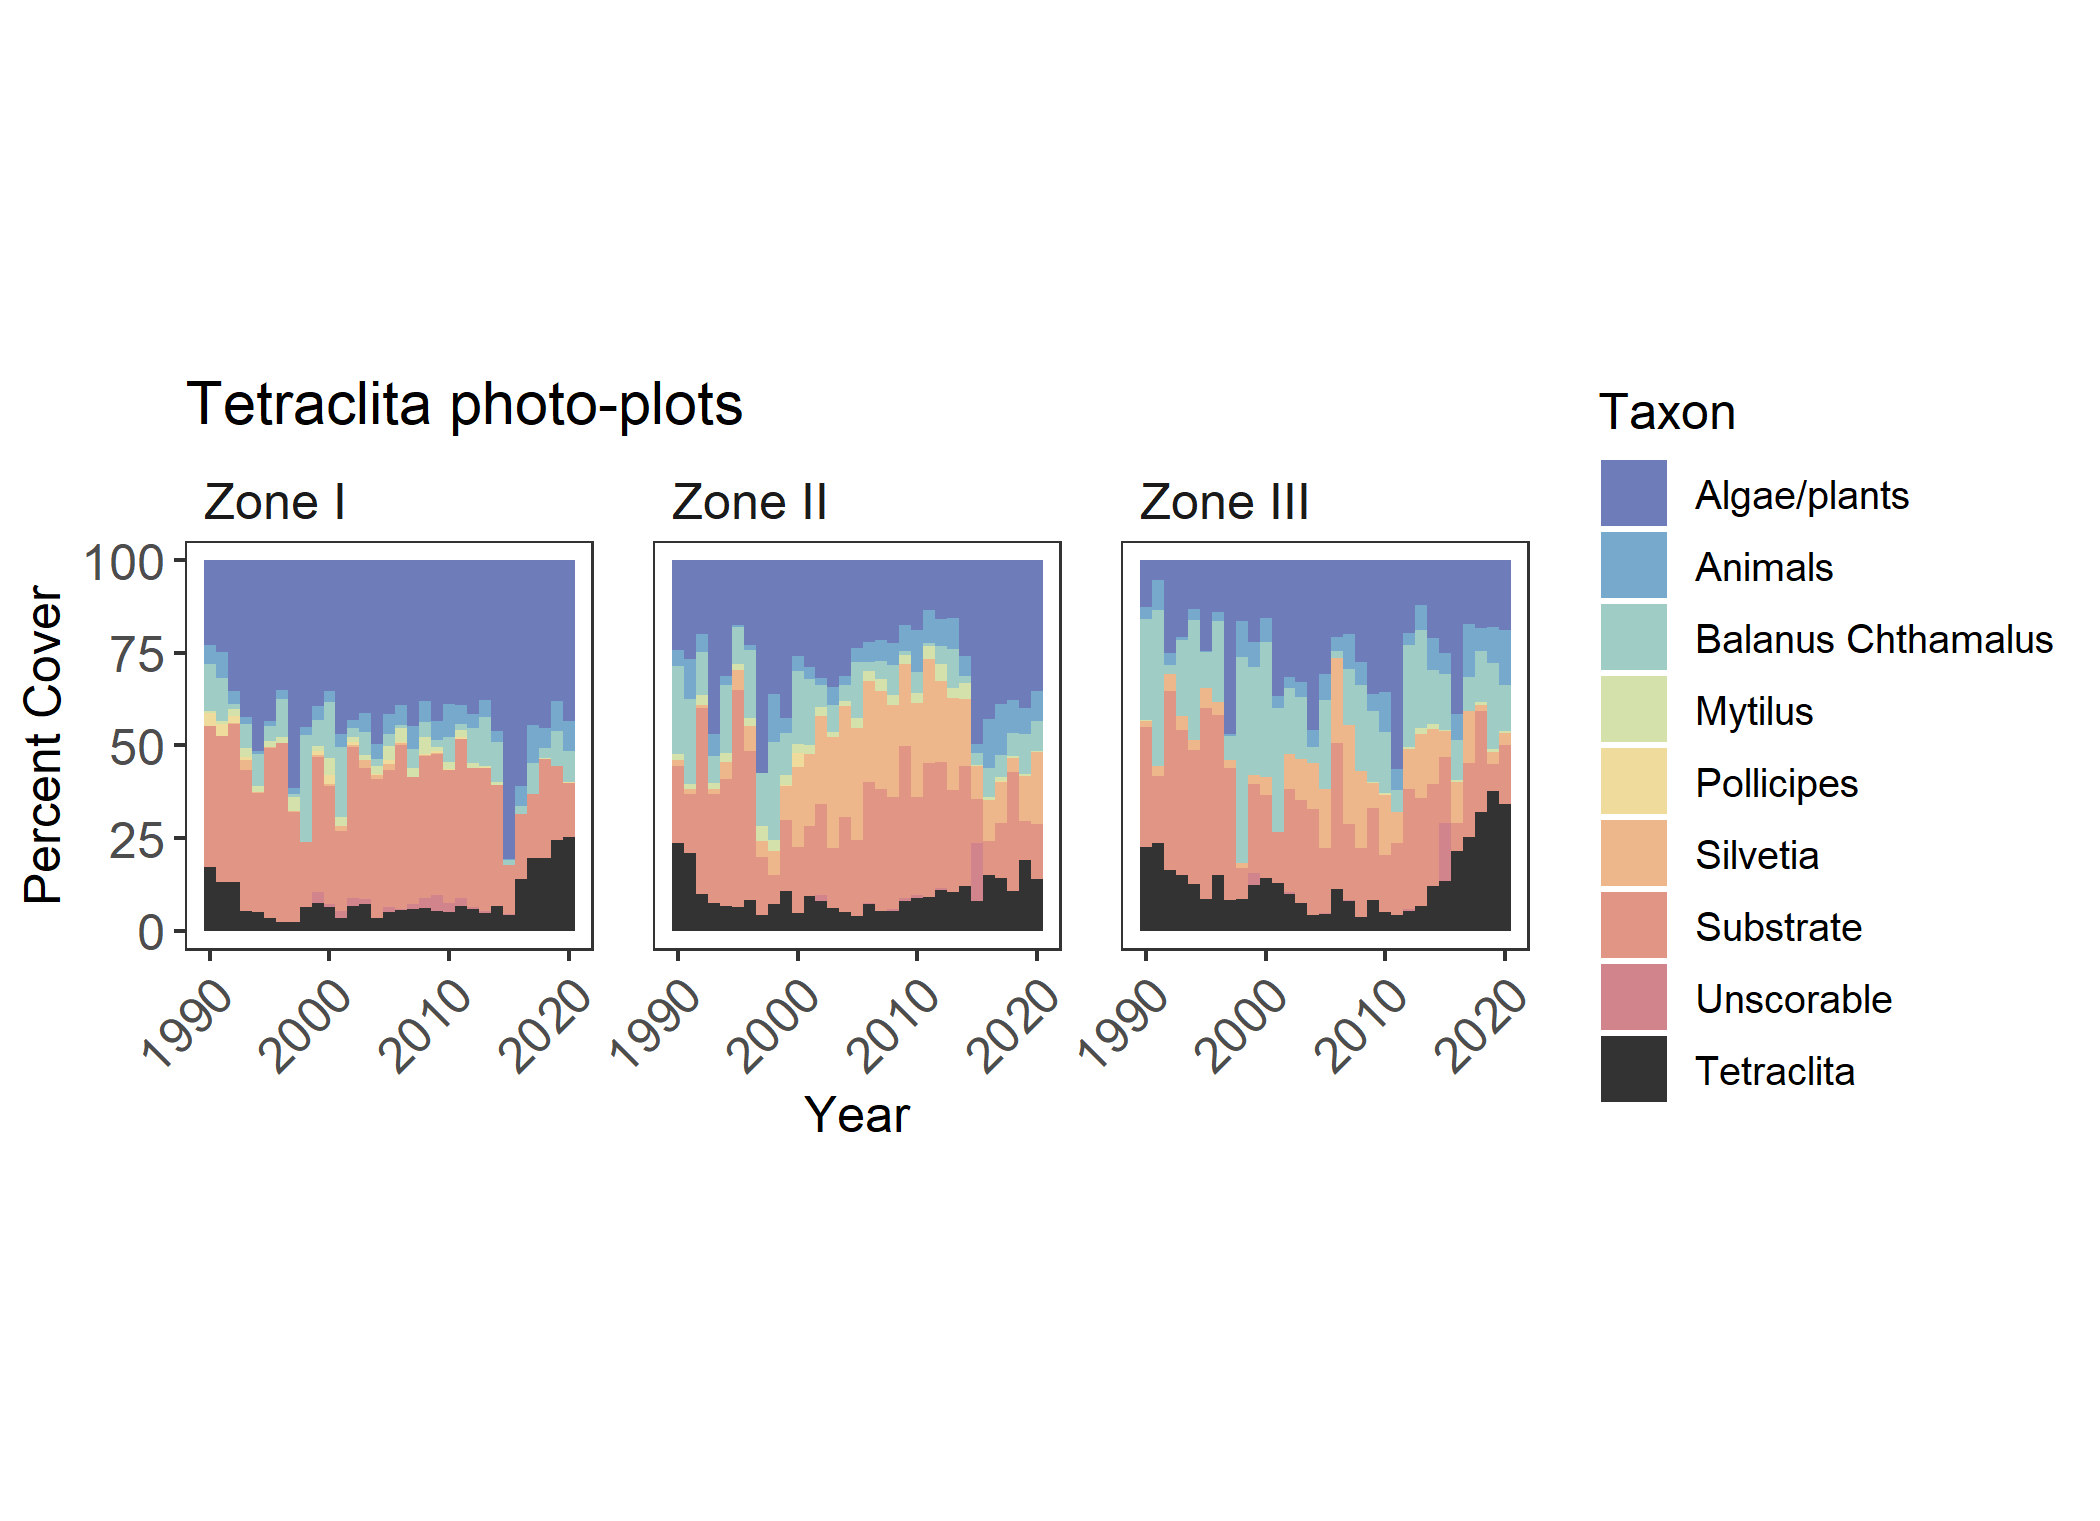 Tetraclita photo-plots
Zone I
Zone II
Zone III
100
75
50
25
0
Percent Cover
1990
2000
2010
2020
1990
2000
2010
2020
1990
2000
2010
2020
Year
Taxon
Algae/plants
Animals
Balanus Chthamalus
Mytilus
Pollicipes
Silvetia
Substrate
Unscorable
Tetraclita